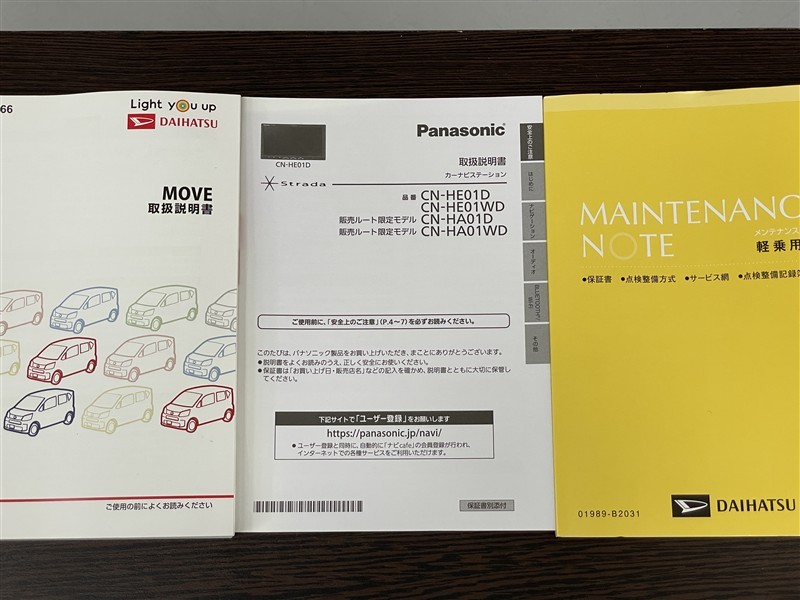 66
Light you up
DAIHATSU
MOVE
取扱説明書
ご使用の前によくお読みください
CN-HE01D
Strada
Panasonic
取扱説明書
カーナビステーション
品番 CN-HE01D
CN-HE01WD
販売ルート限定モデル CN-HA01D
販売ルート限定モデル CN-HA01WD
ご使用前に、「安全上のご注意」(P.4～7)を必ずお読みください。
このたびは、パナソニック製品をお買い上げいただき、まことにありがとうございます。
●説明書をよくお読みのうえ、正しく安全にお使いください。
●保証書は「お買い上げ日・販売店名」などの記入を確かめ、説明書とともに大切に保管し
てください。
下記サイトで「ユーザー登録」をお願いします
https://panasonic.jp/navi/
●ユーザー登録と同時に、自動的に「ナビcafe」の会員登録が行われ、
インターネットでの各種サービスをご利用いただけます。
保証書別添付
安全上のご注意
はじめに
ナビゲーション
オーディオ
BLUETOOTH®/
Wi-Fi
その他
MAINTENANC
NOTE
メンテナンス
軽乗用
●保証書 ●点検整備方式 ●サービス網 ●点検整備記録
01989-B2031
DAIHATSU